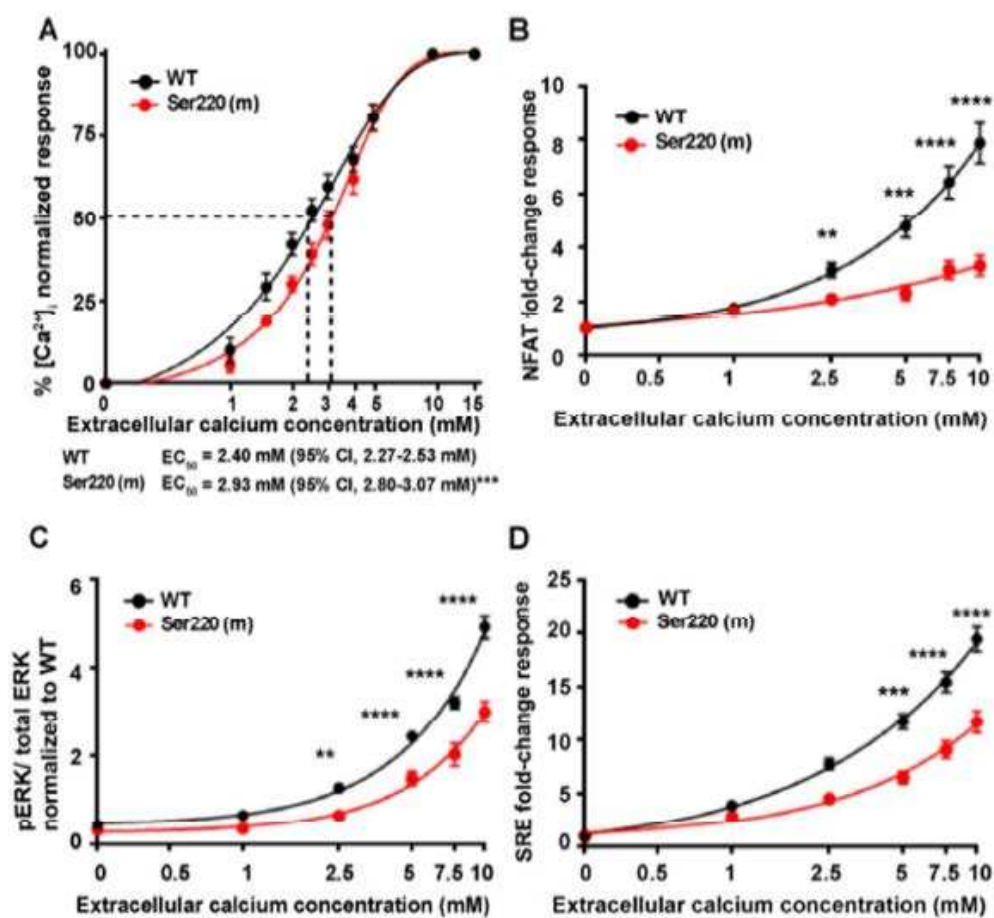 A
% [Ca²⁺]ᵢ normalized response
100
75
50
25
0
WT
Ser220 (m)
0 1 2 3 4 5 10 15
Extracellular calcium concentration (mM)
WT EC₅₀ = 2.40 mM (95% CI, 2.27-2.53 mM)
Ser220 (m) EC₅₀ = 2.93 mM (95% CI, 2.80-3.07 mM)***
B
NFAT fold-change response
10
8
6
4
2
0
WT
Ser220 (m)
**
***
****
****
0 0.5 1 2.5 5 7.5 10
Extracellular calcium concentration (mM)
C
pERK/ total ERK
normalized to WT
6
4
2
0
WT
Ser220 (m)
**
****
****
****
0 0.5 1 2.5 5 7.5 10
Extracellular calcium concentration (mM)
D
SRE fold-change response
25
20
15
10
5
0
WT
Ser220 (m)
***
****
****
0 0.5 1 2.5 5 7.5 10
Extracellular calcium concentration (mM)